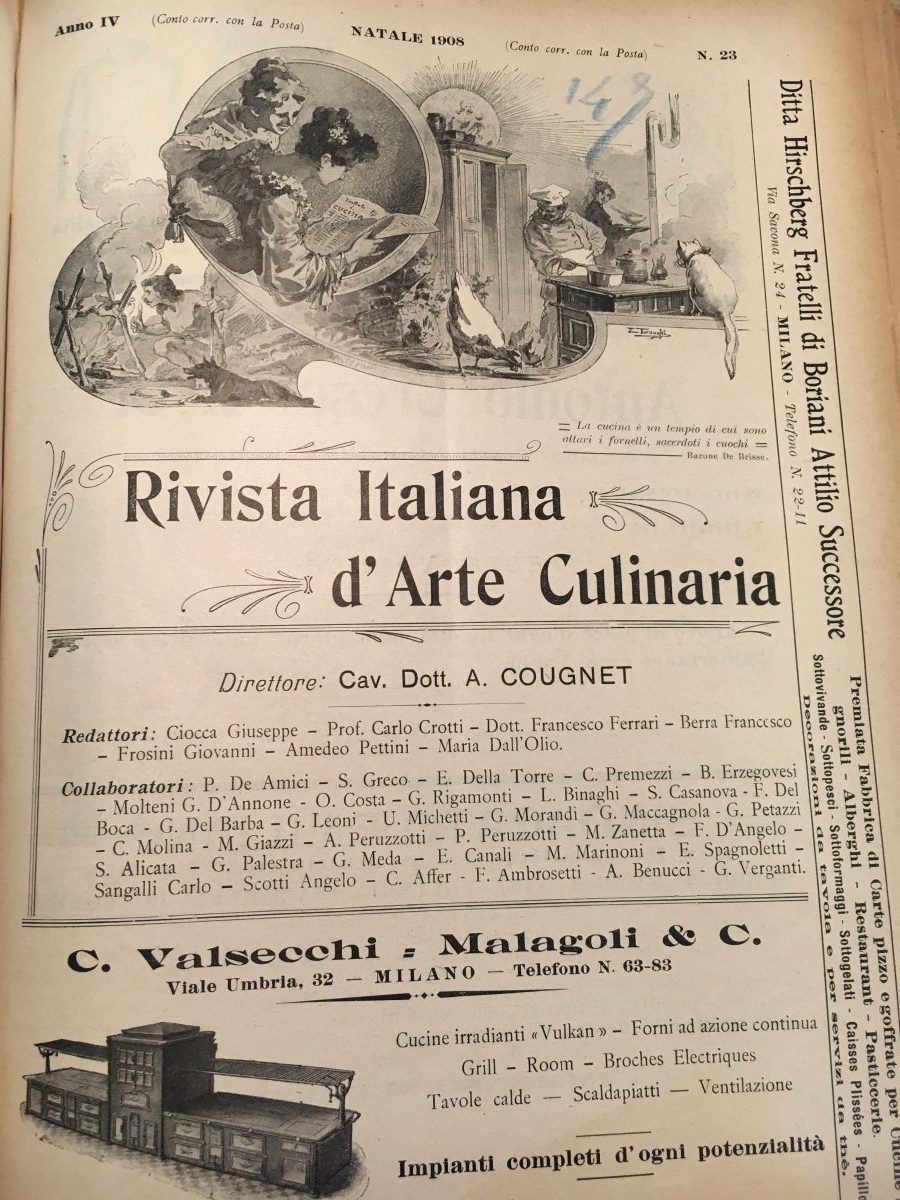 Anno IV (Conto corr. con la Posta) NATALE 1908 (Conto corr. con la Posta) N. 23
149
Trattato di
CUCINA
La cucina è un tempio di cui sono
altari i fornelli, sacerdoti i cuochi
Barone De Brisse.
Rivista Italiana
d'Arte Culinaria
Direttore: Cav. Dott. A. COUGNET
Redattori: Ciocca Giuseppe – Prof. Carlo Crotti – Dott. Francesco Ferrari – Berra Francesco
– Frosini Giovanni – Amedeo Pettini – Maria Dall'Olio.
Collaboratori: P. De Amici – S. Greco – E. Della Torre – C. Premezzi – B. Erzegovesi
– Molteni G. D'Annone – O. Costa – G. Rigamonti – L. Binaghi – S. Casanova - F. Del
Boca - G. Del Barba – G. Leoni – U. Michetti – G. Morandi – G. Maccagnola - G. Petazzi
– C. Molina – M. Giazzi – A. Peruzzotti – P. Peruzzotti – M. Zanetta – F. D'Angelo –
S. Alicata – G. Palestra – G. Meda – E. Canali – M. Marinoni – E. Spagnoletti –
Sangalli Carlo – Scotti Angelo – C. Affer - F. Ambrosetti - A. Benucci - G. Verganti.
C. Valsecchi - Malagoli & C.
Viale Umbria, 32 — MILANO — Telefono N. 63-83
Cucine irradianti « Vulkan » – Forni ad azione continua
Grill – Room – Broches Electriques
Tavole calde — Scaldapiatti — Ventilazione
Impianti completi d'ogni potenzialità
Ditta Hirschberg Fratelli di Boriani Attilio Successore
Via Savona N. 24 - MILANO - Telefono N. 22-11
Premiata Fabbrica di Carte pizzo e goffrate per Cucine
gnorili – Alberghi – Restaurant – Pasticcerie.
Sottovivande - Sottopesci - Sottoformaggi - Sottogelati - Caisses Plissées - Papill
Decorazioni da tavola e per servizi da thè.